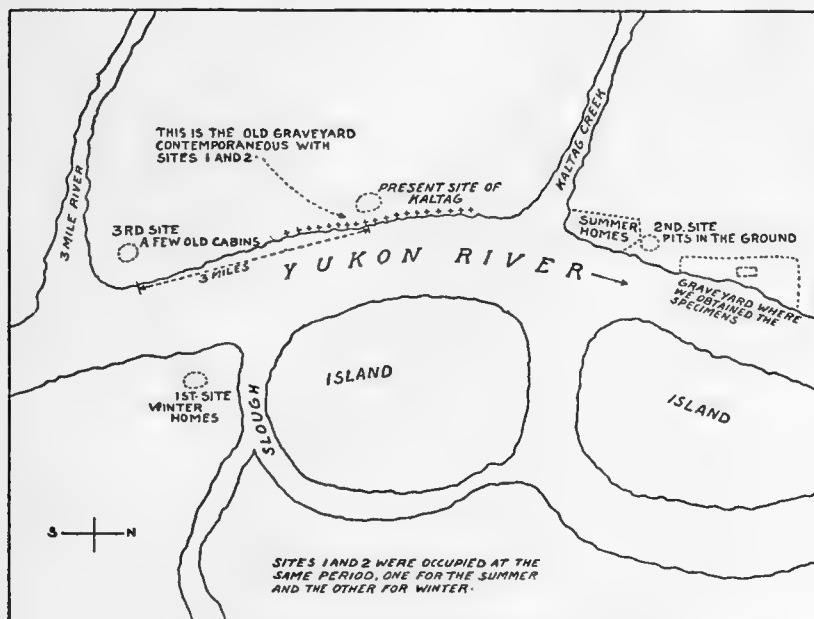 THIS IS THE OLD GRAVEYARD
CONTEMPORANEOUS WITH
SITES 1 AND 2.
PRESENT SITE OF
KALTAG
KALTAG CREEK
3 MILE RIVER
3RD SITE
A FEW OLD CABINS
3 MILES
YUKON RIVER
SUMMER
HOMES
2ND. SITE
PITS IN THE GROUND
GRAVEYARD WHERE
WE OBTAINED THE
SPECIMENS
1ST. SITE
WINTER
HOMES
SLOUGH
ISLAND
ISLAND
S N
SITES 1 AND 2 WERE OCCUPIED AT THE
SAME PERIOD, ONE FOR THE SUMMER
AND THE OTHER FOR WINTER.